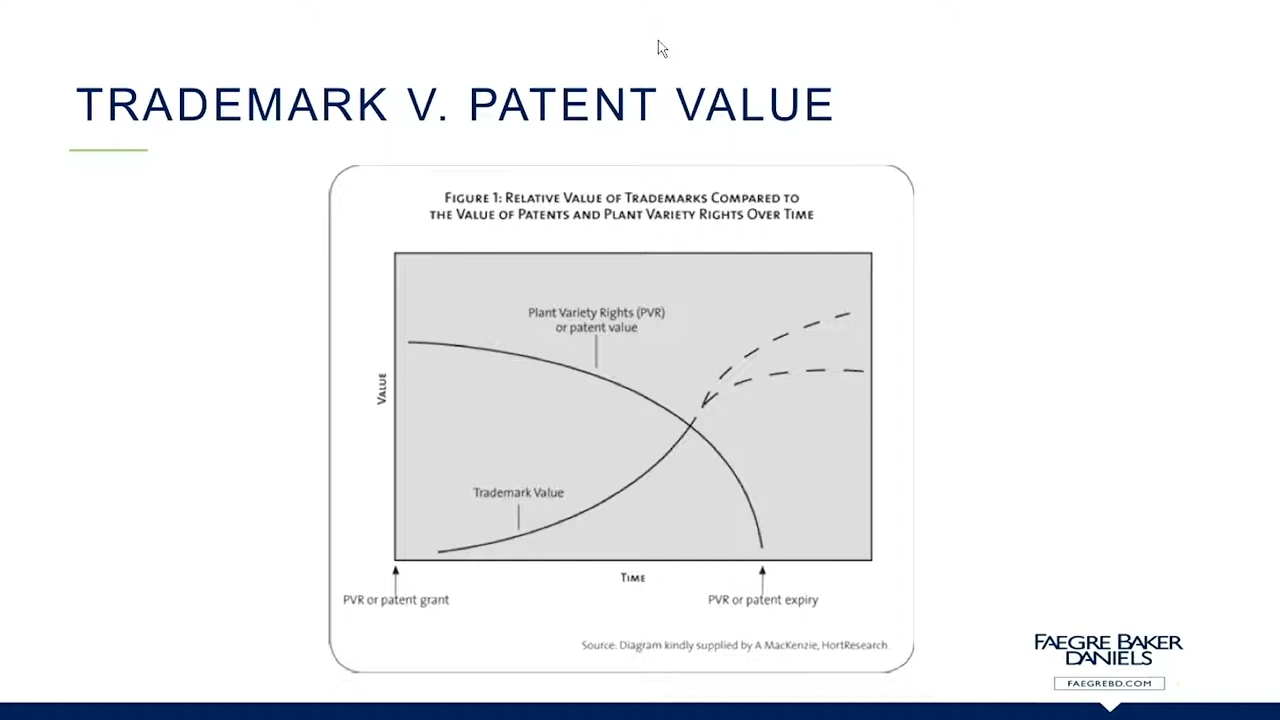 TRADEMARK V. PATENT VALUE
FIGURE 1: RELATIVE VALUE OF TRADEMARKS COMPARED TO
THE VALUE OF PATENTS AND PLANT VARIETY RIGHTS OVER TIME
Plant Variety Rights (PVR)
or patent value
VALUE
Trademark Value
TIME
PVR or patent grant
PVR or patent expiry
Source: Diagram kindly supplied by A MacKenzie, HortResearch.
FAEGRE BAKER
DANIELS
FAEGREBD.COM